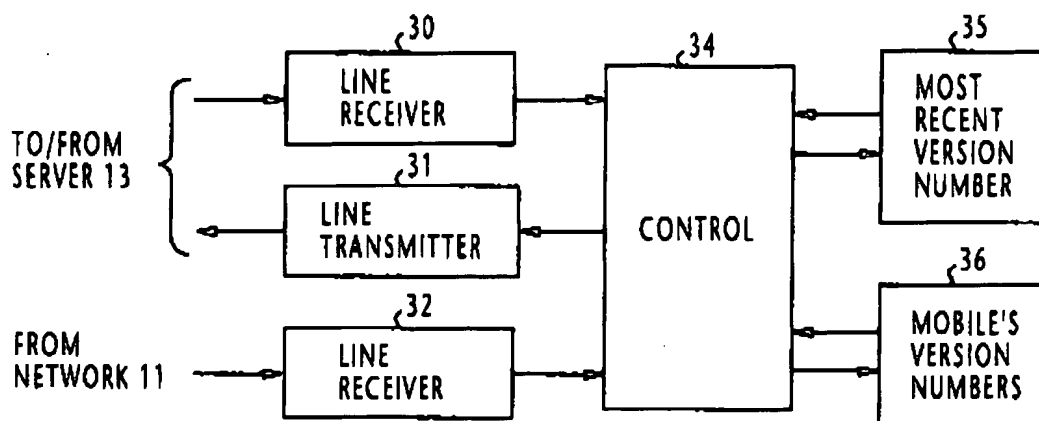 30
LINE
RECEIVER
TO/FROM
SERVER 13
31
LINE
TRANSMITTER
FROM
NETWORK 11
32
LINE
RECEIVER
34
CONTROL
35
MOST
RECENT
VERSION
NUMBER
36
MOBILE'S
VERSION
NUMBERS